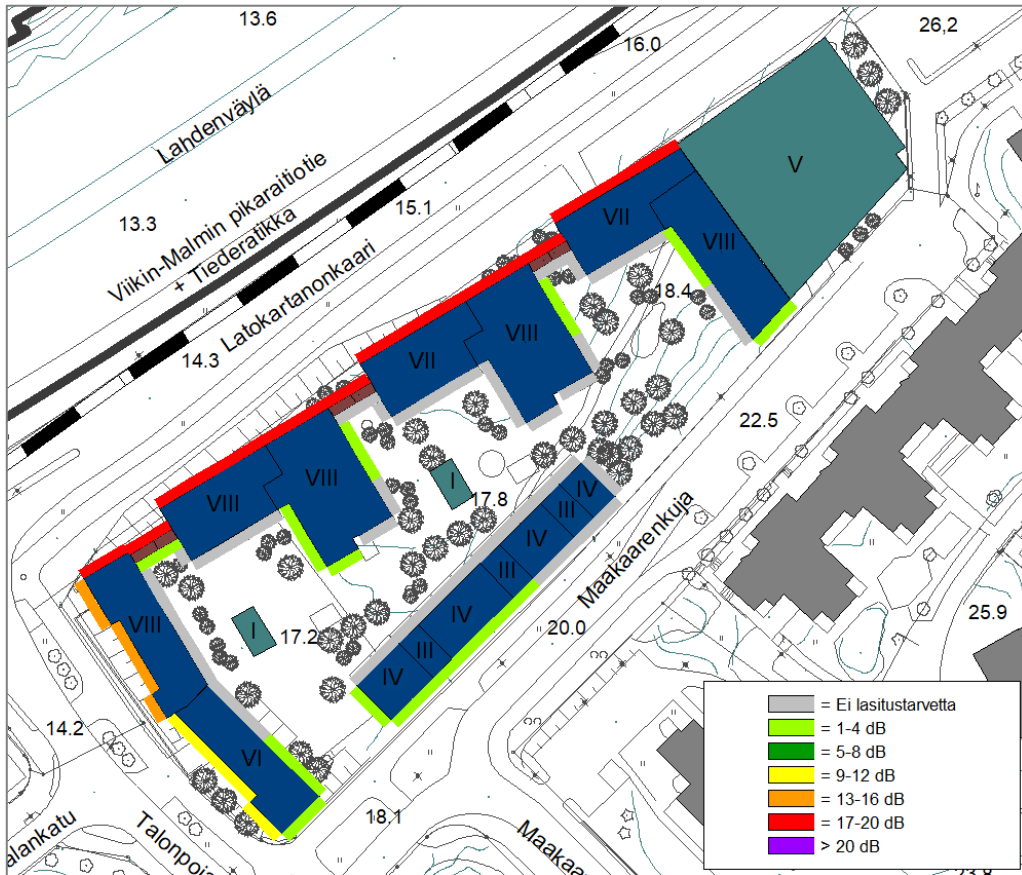 13.6
26,2
16.0
Lahdenväylä
V
13.3
Viikin-Malmin pikaraitiotie
+ Tiederatikka
15.1
VII
Latokartanonkaari
VIII
18.4
14.3
VIII
VII
22.5
VIII
VIII
I
17.8
IV
III
IV
Maakaarenkuja
III
VIII
IV
20.0
25.9
I
17.2
III
IV
14.2
VI
18.1
= Ei lasitustarvetta
= 1-4 dB
= 5-8 dB
= 9-12 dB
= 13-16 dB
= 17-20 dB
= > 20 dB
alankatu
Talonpoja
Maakaa
23.8